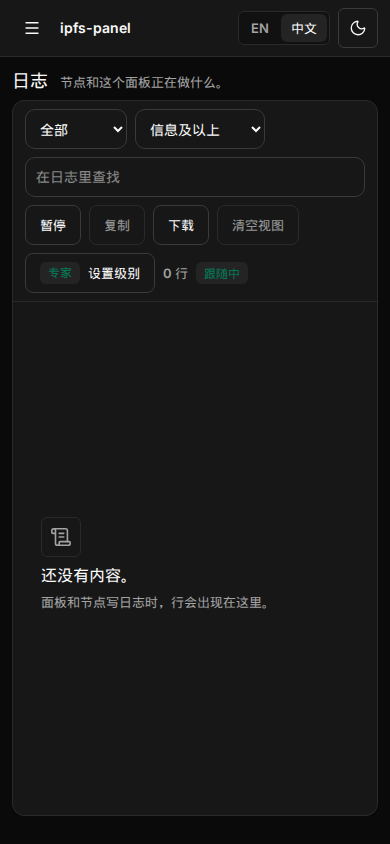 ipfs-panel EN 中文
日志 节点和这个面板正在做什么。
全部 信息及以上
在日志里查找
暂停 复制 下载 清空视图
专家 设置级别 0 行 跟随中
还没有内容。
面板和节点写日志时，行会出现在这里。